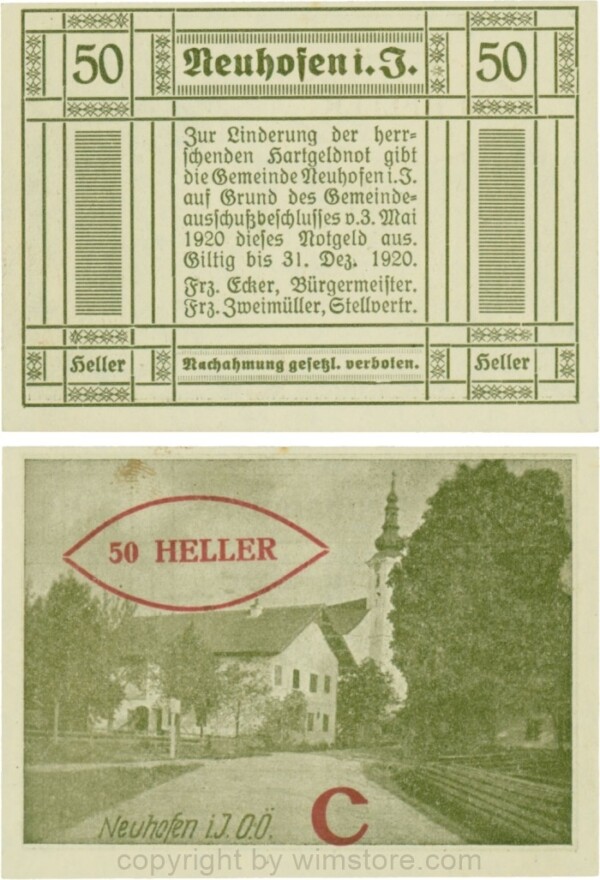 50 Neuhofen i. J. 50
Zur Linderung der herr=
schenden Hartgeldnot gibt
die Gemeinde Neuhofen i. J.
auf Grund des Gemeinde=
ausschußbeschlusses v. 3. Mai
1920 dieses Notgeld aus.
Giltig bis 31. Dez. 1920.
Frz. Ecker, Bürgermeister.
Frz. Zweimüller, Stellvertr.
Heller Nachahmung gesetzl. verboten. Heller
50 HELLER
C
Neuhofen i. J. O.Ö.
copyright by wimstore.com